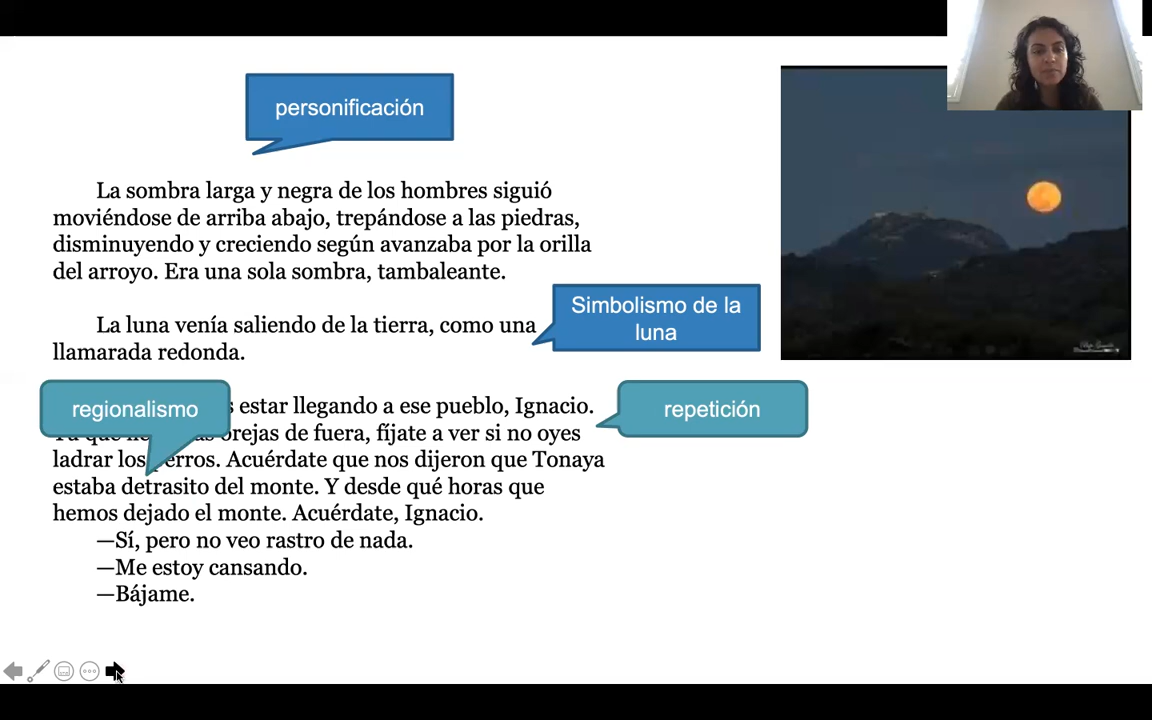 personificación
La sombra larga y negra de los hombres siguió
moviéndose de arriba abajo, trepándose a las piedras,
disminuyendo y creciendo según avanzaba por la orilla
del arroyo. Era una sola sombra, tambaleante.
Simbolismo de la
luna
La luna venía saliendo de la tierra, como una
llamarada redonda.
regionalismo
repetición
estar llegando a ese pueblo, Ignacio.
orejas de fuera, fíjate a ver si no oyes
ladrar los perros. Acuérdate que nos dijeron que Tonaya
estaba detrasito del monte. Y desde qué horas que
hemos dejado el monte. Acuérdate, Ignacio.
—Sí, pero no veo rastro de nada.
—Me estoy cansando.
—Bájame.